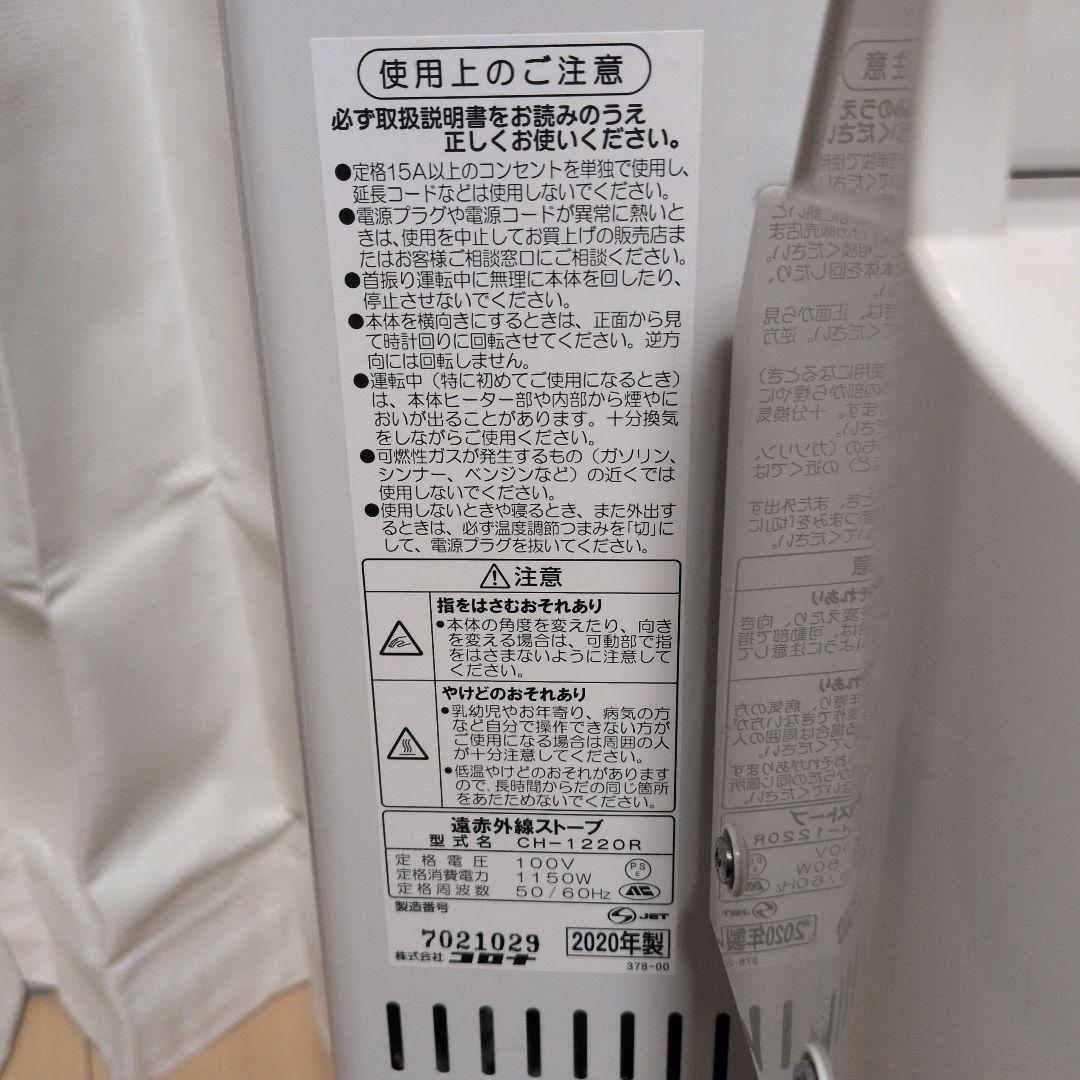 使用上のご注意
必ず取扱説明書をお読みのうえ
正しくお使いください。
●定格15A以上のコンセントを単独で使用し、
延長コードなどは使用しないでください。
●電源プラグや電源コードが異常に熱いと
きは、使用を中止してお買上げの販売店ま
たはお客様ご相談窓口にご相談ください。
●首振り運転中に無理に本体を回したり、
停止させないでください。
●本体を横向きにするときは、正面から見
て時計回りに回転させてください。逆方
向には回転しません。
●運転中（特に初めてご使用になるとき）
は、本体ヒーター部や内部から煙やに
おいが出ることがあります。十分換気
をしながらご使用ください。
●可燃性ガスが発生するもの（ガソリン、
シンナー、ベンジンなど）の近くでは
使用しないでください。
●使用しないときや寝るとき、また外出す
るときは、必ず温度調節つまみを「切」に
して、電源プラグを抜いてください。
⚠注意
指をはさむおそれあり
●本体の角度を変えたり、向き
を変える場合は、可動部で指
をはさまないように注意して
ください。
やけどのおそれあり
●乳幼児やお年寄り、病気の方
など自分で操作できない方が
ご使用になる場合は周囲の人
が十分注意してください。
●低温やけどのおそれがあります
ので、長時間からだの同じ箇所
をあたためないでください。
遠赤外線ストーブ
型式名 CH-1220R
定格電圧 100V
定格消費電力 1150W
定格周波数 50/60Hz
PS
E
製造番号
JET
7021029
2020年製
株式会社コロナ
378-00